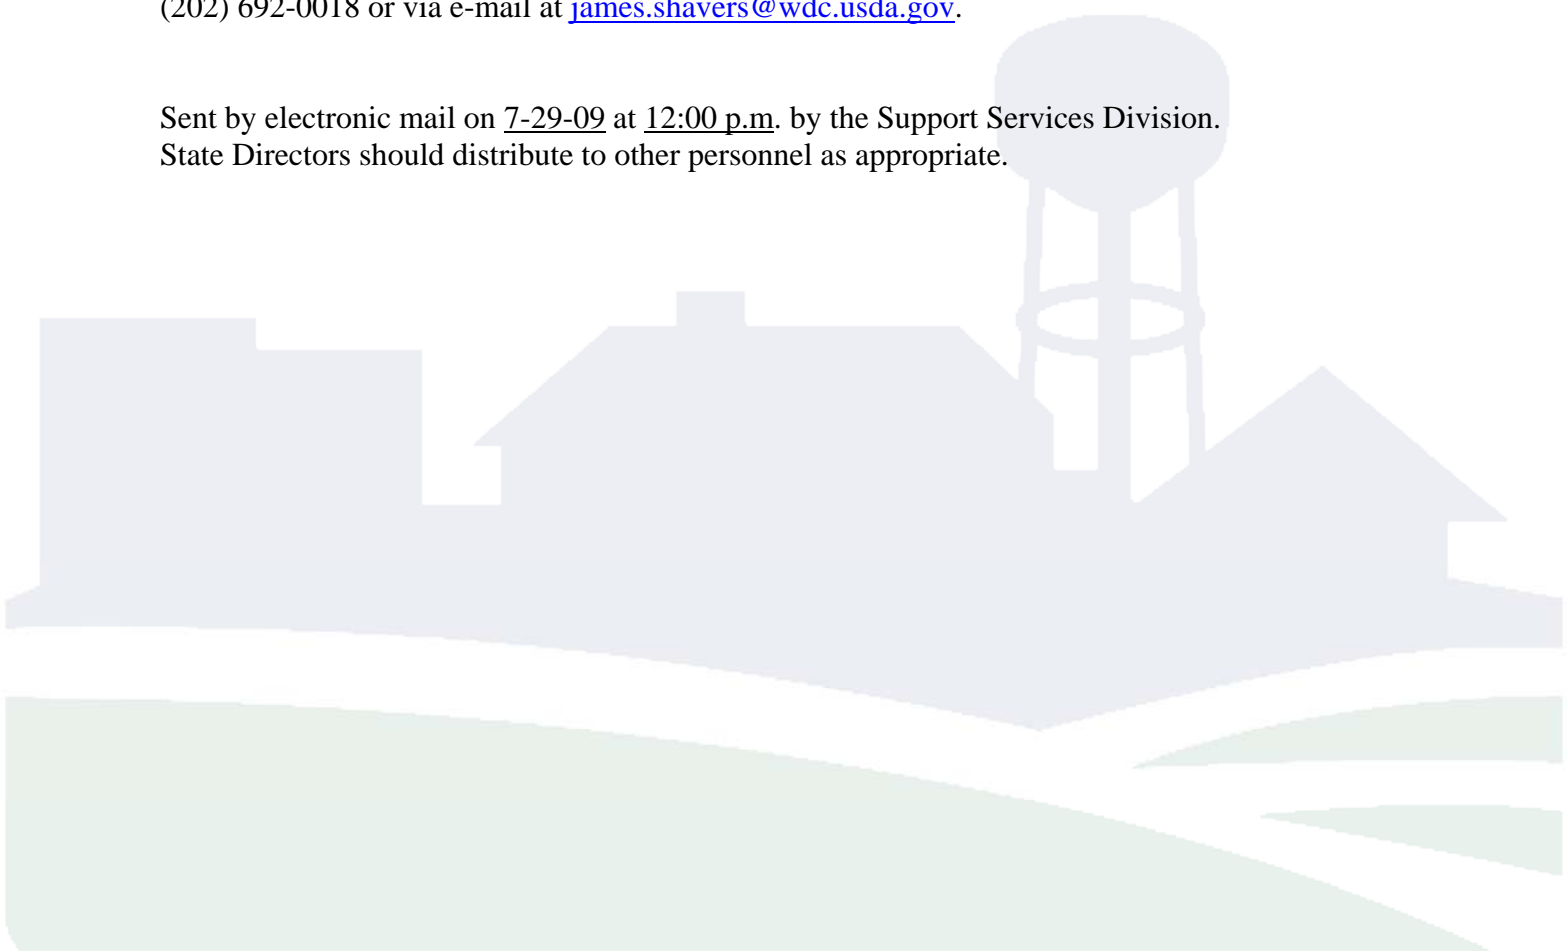 (202) 692-0018 or via e-mail at james.shavers@wdc.usda.gov.
Sent by electronic mail on 7-29-09 at 12:00 p.m. by the Support Services Division.
State Directors should distribute to other personnel as appropriate.